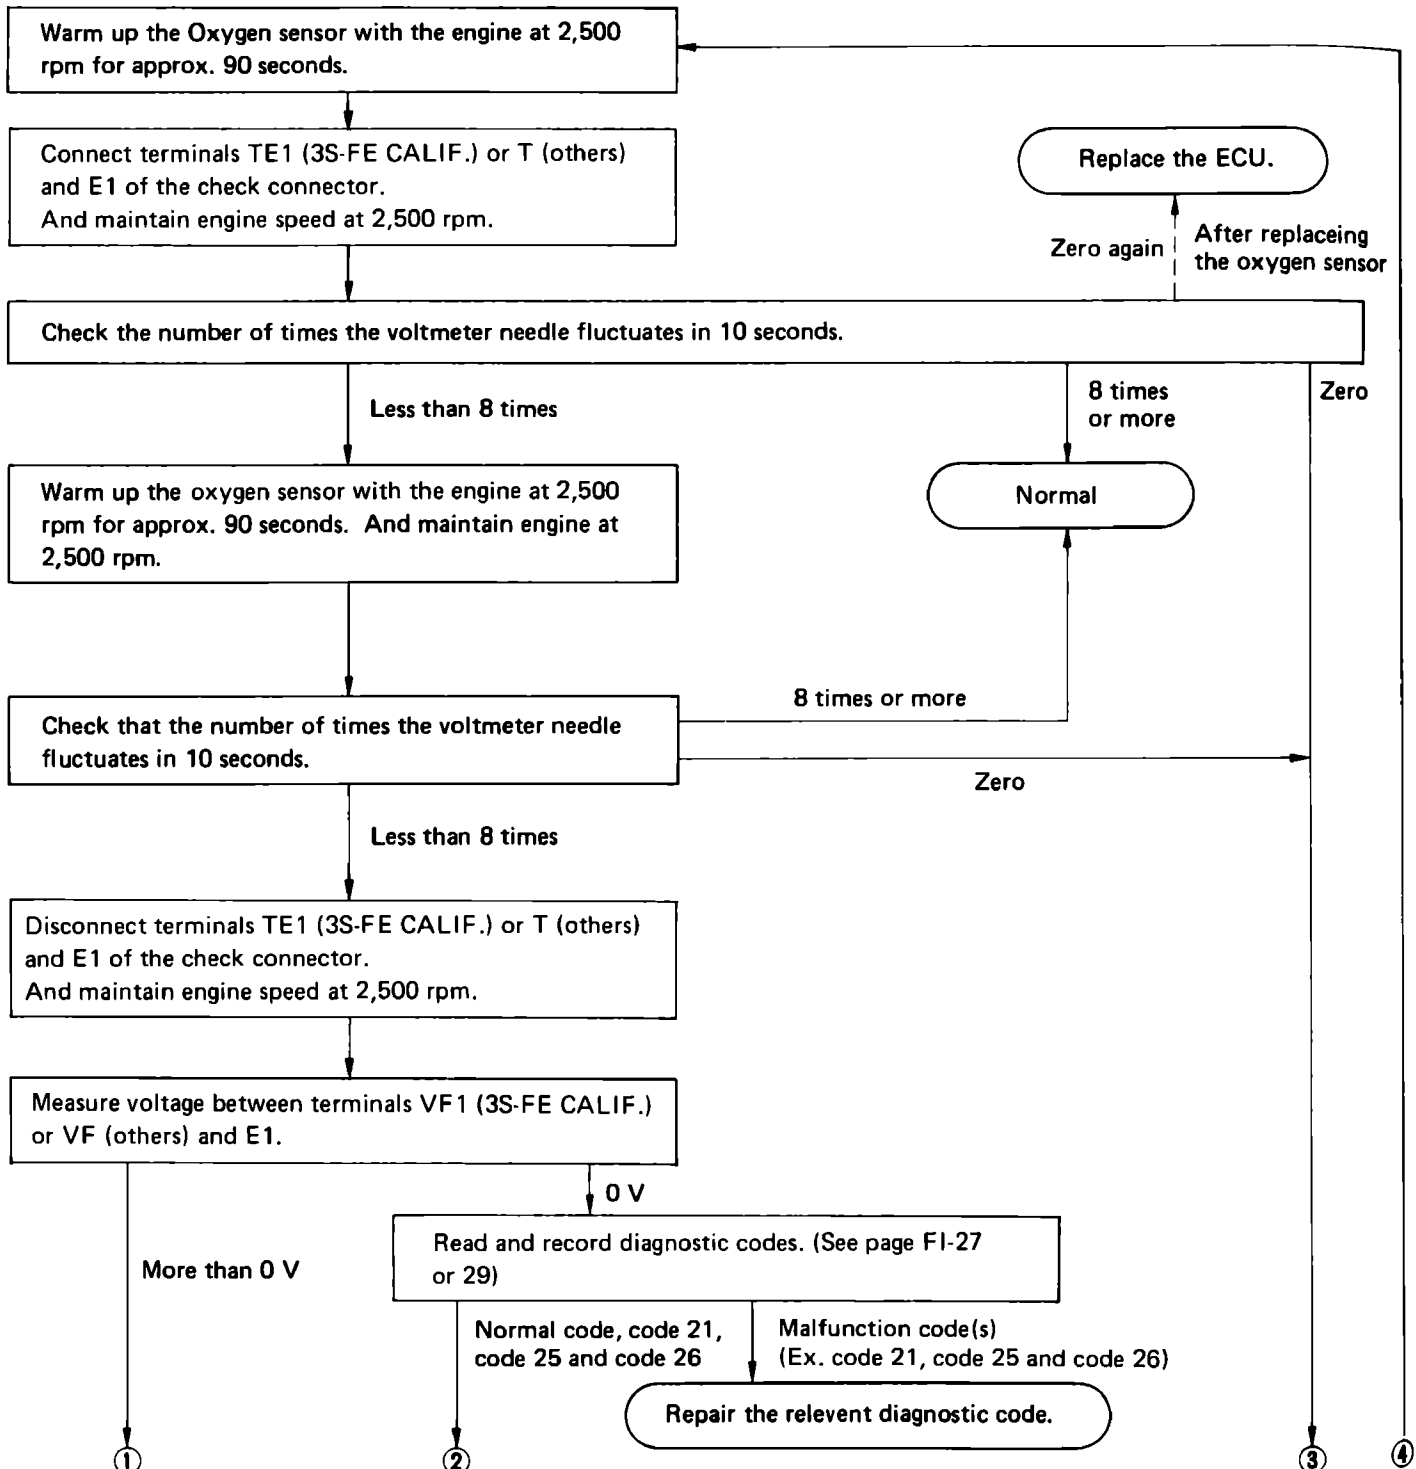 Warm up the Oxygen sensor with the engine at 2,500
rpm for approx. 90 seconds.
Connect terminals TE1 (3S-FE CALIF.) or T (others)
and E1 of the check connector.
And maintain engine speed at 2,500 rpm.
Replace the ECU.
Zero again
After replaceing
the oxygen sensor
Check the number of times the voltmeter needle fluctuates in 10 seconds.
Less than 8 times
8 times
or more
Zero
Warm up the oxygen sensor with the engine at 2,500
rpm for approx. 90 seconds. And maintain engine at
2,500 rpm.
Normal
Check that the number of times the voltmeter needle
fluctuates in 10 seconds.
8 times or more
Zero
Less than 8 times
Disconnect terminals TE1 (3S-FE CALIF.) or T (others)
and E1 of the check connector.
And maintain engine speed at 2,500 rpm.
Measure voltage between terminals VF1 (3S-FE CALIF.)
or VF (others) and E1.
More than 0 V
0 V
Read and record diagnostic codes. (See page FI-27
or 29)
Normal code, code 21,
code 25 and code 26
Malfunction code(s)
(Ex. code 21, code 25 and code 26)
Repair the relevent diagnostic code.
1
2
3
4